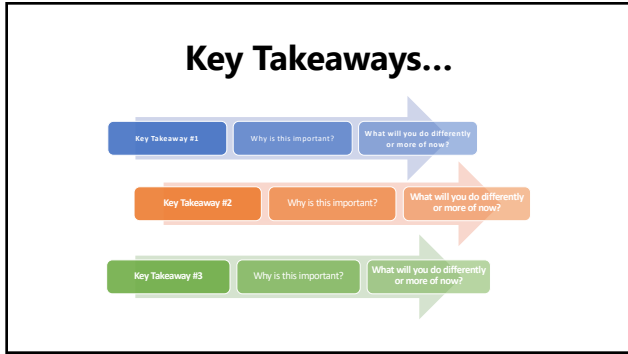 Key Takeaways...
Key Takeaway #1
Why is this important?
What will you do differently
or more of now?
Key Takeaway #2
Why is this important?
What will you do differently
or more of now?
Key Takeaway #3
Why is this important?
What will you do differently
or more of now?